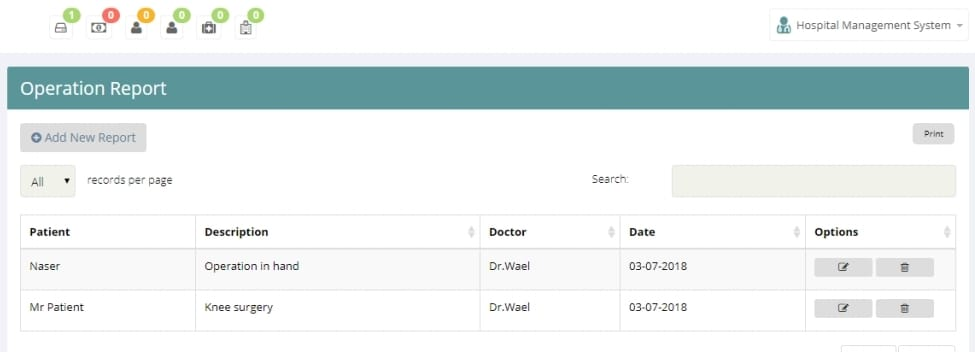 1 0 0 0 0 0
Hospital Management System
Operation Report
Add New Report
Print
All records per page
Search:
Patient Description Doctor Date Options
Naser Operation in hand Dr.Wael 03-07-2018
Mr Patient Knee surgery Dr.Wael 03-07-2018